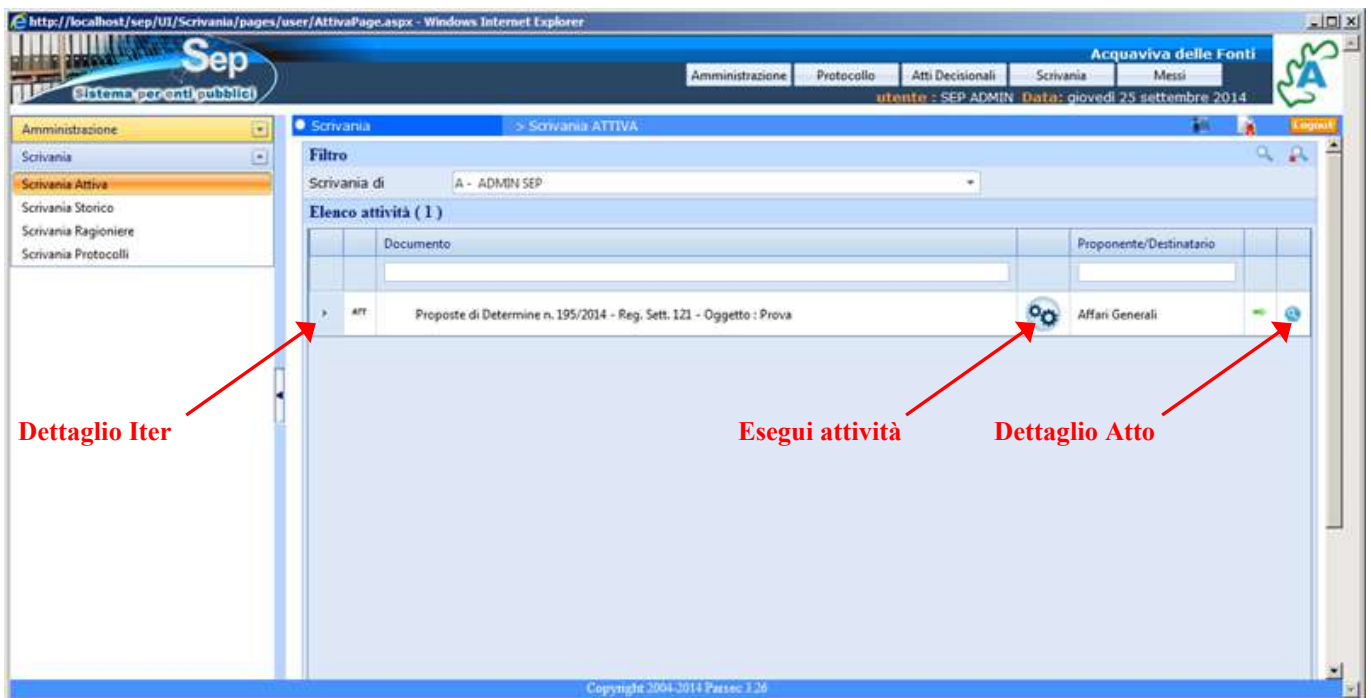 http://localhost/sep/UI/Scrivania/pages/user/AttivaPage.aspx - Windows Internet Explorer
Sep
Sistema per enti pubblici
Acquaviva delle Fonti
Amministrazione Protocollo Atti Decisionali Scrivania Messi
utente : SEP ADMIN Data: giovedì 25 settembre 2014
A
Amministrazione
Scrivania
Scrivania Attiva
Scrivania Storico
Scrivania Ragioniere
Scrivania Protocolli
Scrivania > Scrivania ATTIVA Logout
Filtro
Scrivania di A - ADMIN SEP
Elenco attività ( 1 )
Documento Proponente/Destinatario
ATT Proposte di Determine n. 195/2014 - Reg. Sett. 121 - Oggetto : Prova Affari Generali
Dettaglio Iter Esegui attività Dettaglio Atto
Copyright 2004-2014 Parsec 3.26